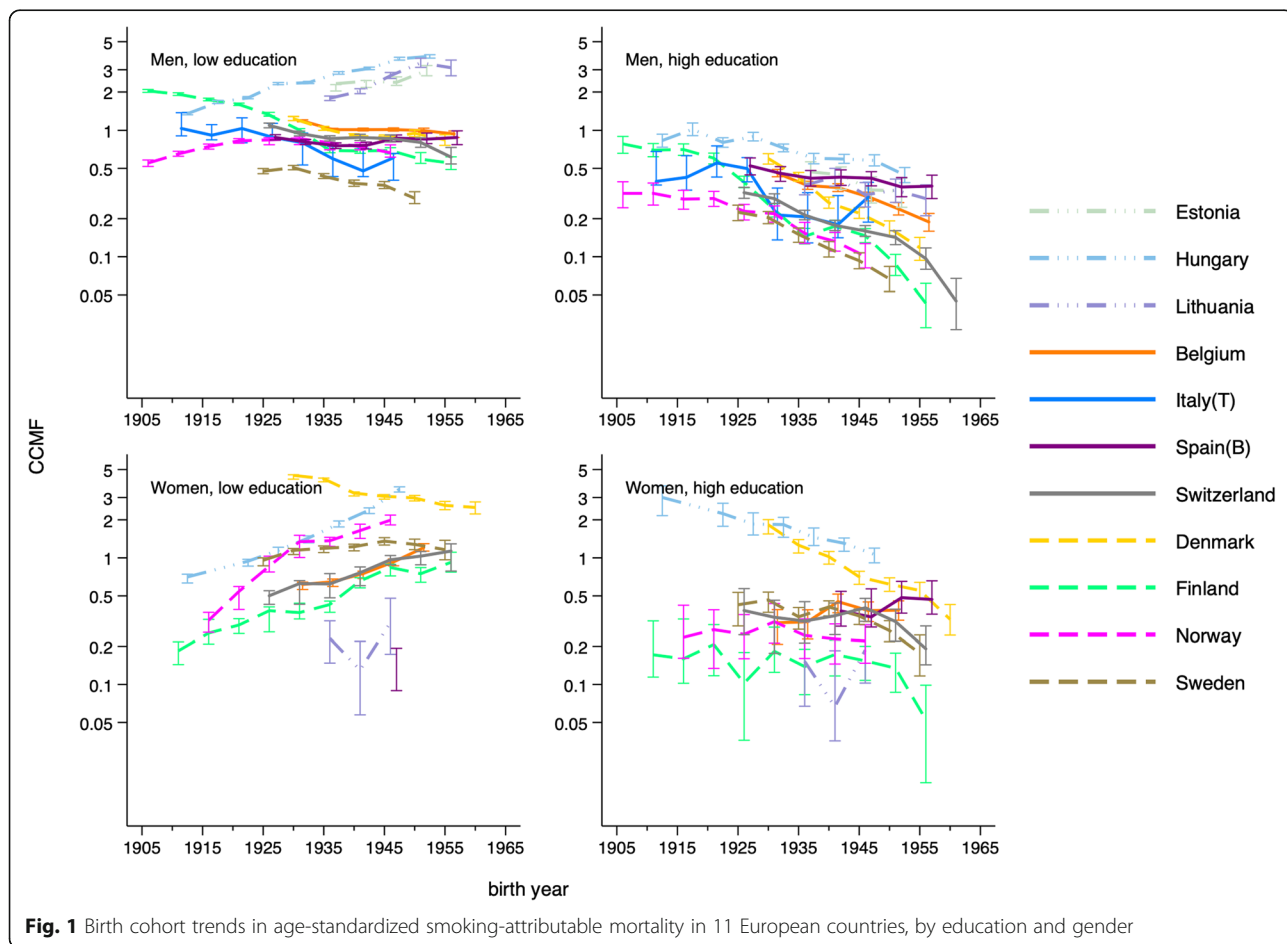 Men, low education
5
3
2
1
0.5
0.2
0.1
0.05
1905 1915 1925 1935 1945 1955 1965
Men, high education
5
3
2
1
0.5
0.2
0.1
0.05
1905 1915 1925 1935 1945 1955 1965
CCMF
Women, low education
5
3
2
1
0.5
0.2
0.1
0.05
1905 1915 1925 1935 1945 1955 1965
Women, high education
5
3
2
1
0.5
0.2
0.1
0.05
1905 1915 1925 1935 1945 1955 1965
birth year
Estonia
Hungary
Lithuania
Belgium
Italy(T)
Spain(B)
Switzerland
Denmark
Finland
Norway
Sweden
Fig. 1 Birth cohort trends in age-standardized smoking-attributable mortality in 11 European countries, by education and gender